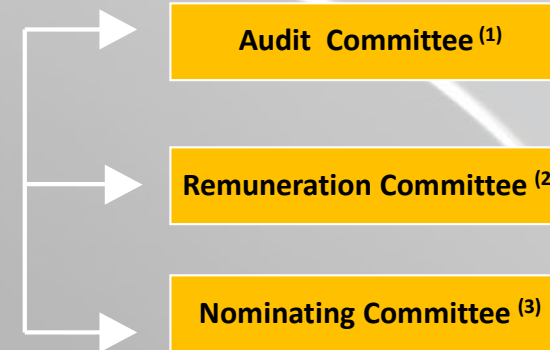 Audit Committee (1)
Remuneration Committee (2
Nominating Committee (3)